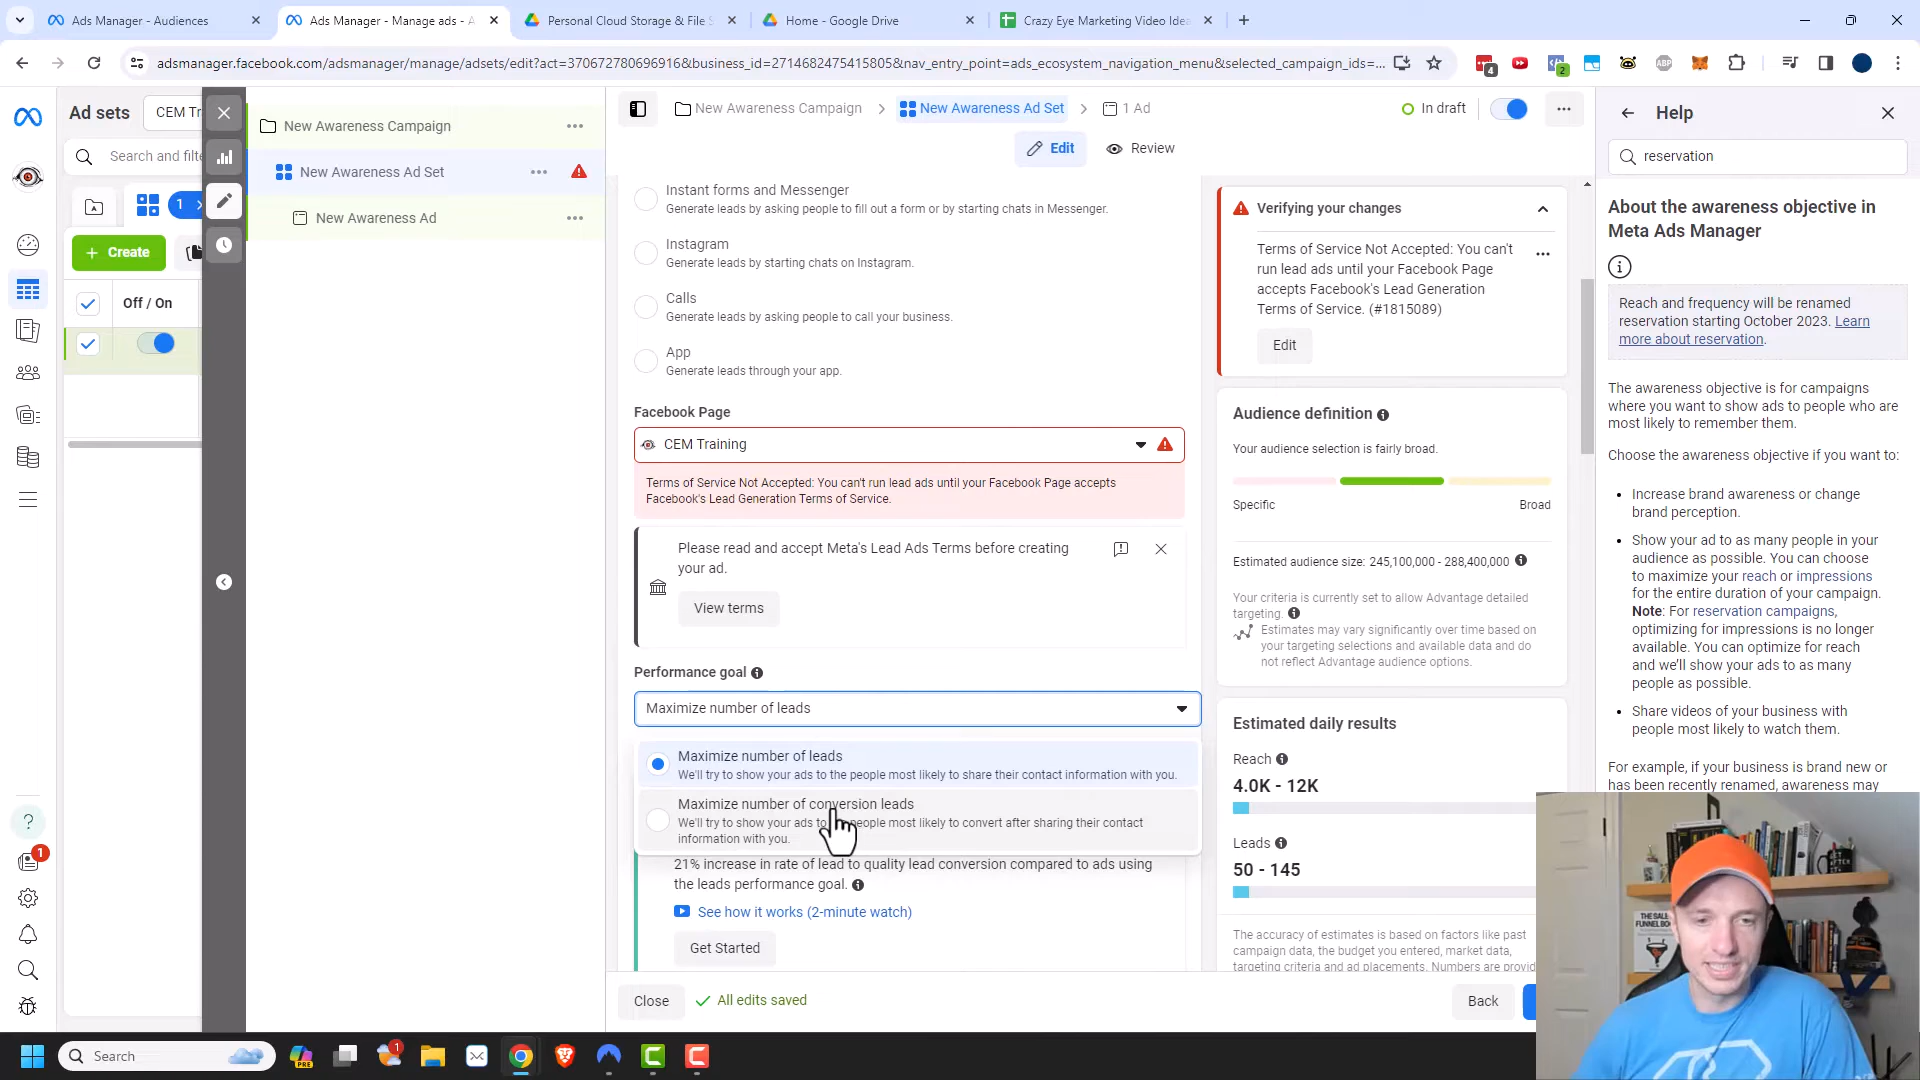 Ads Manager - Audiences
Ads Manager - Manage ads - A
Personal Cloud Storage & File S
Home - Google Drive
Crazy Eye Marketing Video Idea
adsmanager.facebook.com/adsmanager/manage/adsets/edit?act=3706727806969​16&business_id=2714682475415805&nav_entry_point=ads_ecosystem_navigation_menu&selected_campaign_ids=...
4
2
Ad sets
CEM Tr
Search and filte
1
Create
Off / On
New Awareness Campaign
New Awareness Ad Set
New Awareness Ad
New Awareness Campaign
New Awareness Ad Set
1 Ad
In draft
Edit
Review
Instant forms and Messenger
Generate leads by asking people to fill out a form or by starting chats in Messenger.
Instagram
Generate leads by starting chats on Instagram.
Calls
Generate leads by asking people to call your business.
App
Generate leads through your app.
Facebook Page
CEM Training
Terms of Service Not Accepted: You can't run lead ads until your Facebook Page accepts
Facebook's Lead Generation Terms of Service.
Please read and accept Meta's Lead Ads Terms before creating
your ad.
View terms
Performance goal
Maximize number of leads
Maximize number of leads
We'll try to show your ads to the people most likely to share their contact information with you.
Maximize number of conversion leads
We'll try to show your ads to people most likely to convert after sharing their contact
information with you.
21% increase in rate of lead to quality lead conversion compared to ads using
the leads performance goal.
See how it works (2-minute watch)
Get Started
Close
All edits saved
Back
Verifying your changes
Terms of Service Not Accepted: You can't
run lead ads until your Facebook Page
accepts Facebook's Lead Generation
Terms of Service. (#1815089)
Edit
Audience definition
Your audience selection is fairly broad.
Specific
Broad
Estimated audience size: 245,100,000 - 288,400,000
Your criteria is currently set to allow Advantage detailed
targeting.
Estimates may vary significantly over time based on
your targeting selections and available data and do
not reflect Advantage audience options.
Estimated daily results
Reach
4.0K - 12K
Leads
50 - 145
The accuracy of estimates is based on factors like past
campaign data, the budget you entered, market data,
targeting criteria and ad placements. Numbers are provid
Help
reservation
About the awareness objective in
Meta Ads Manager
Reach and frequency will be renamed
reservation starting October 2023. Learn
more about reservation.
The awareness objective is for campaigns
where you want to show ads to people who are
most likely to remember them.
Choose the awareness objective if you want to:
Increase brand awareness or change
brand perception.
Show your ad to as many people in your
audience as possible. You can choose
to maximize your reach or impressions
for the entire duration of your campaign.
Note: For reservation campaigns,
optimizing for impressions is no longer
available. You can optimize for reach
and we'll show your ads to as many
people as possible.
Share videos of your business with
people most likely to watch them.
For example, if your business is brand new or
has been recently renamed, awareness may
1
Search
PRE
1